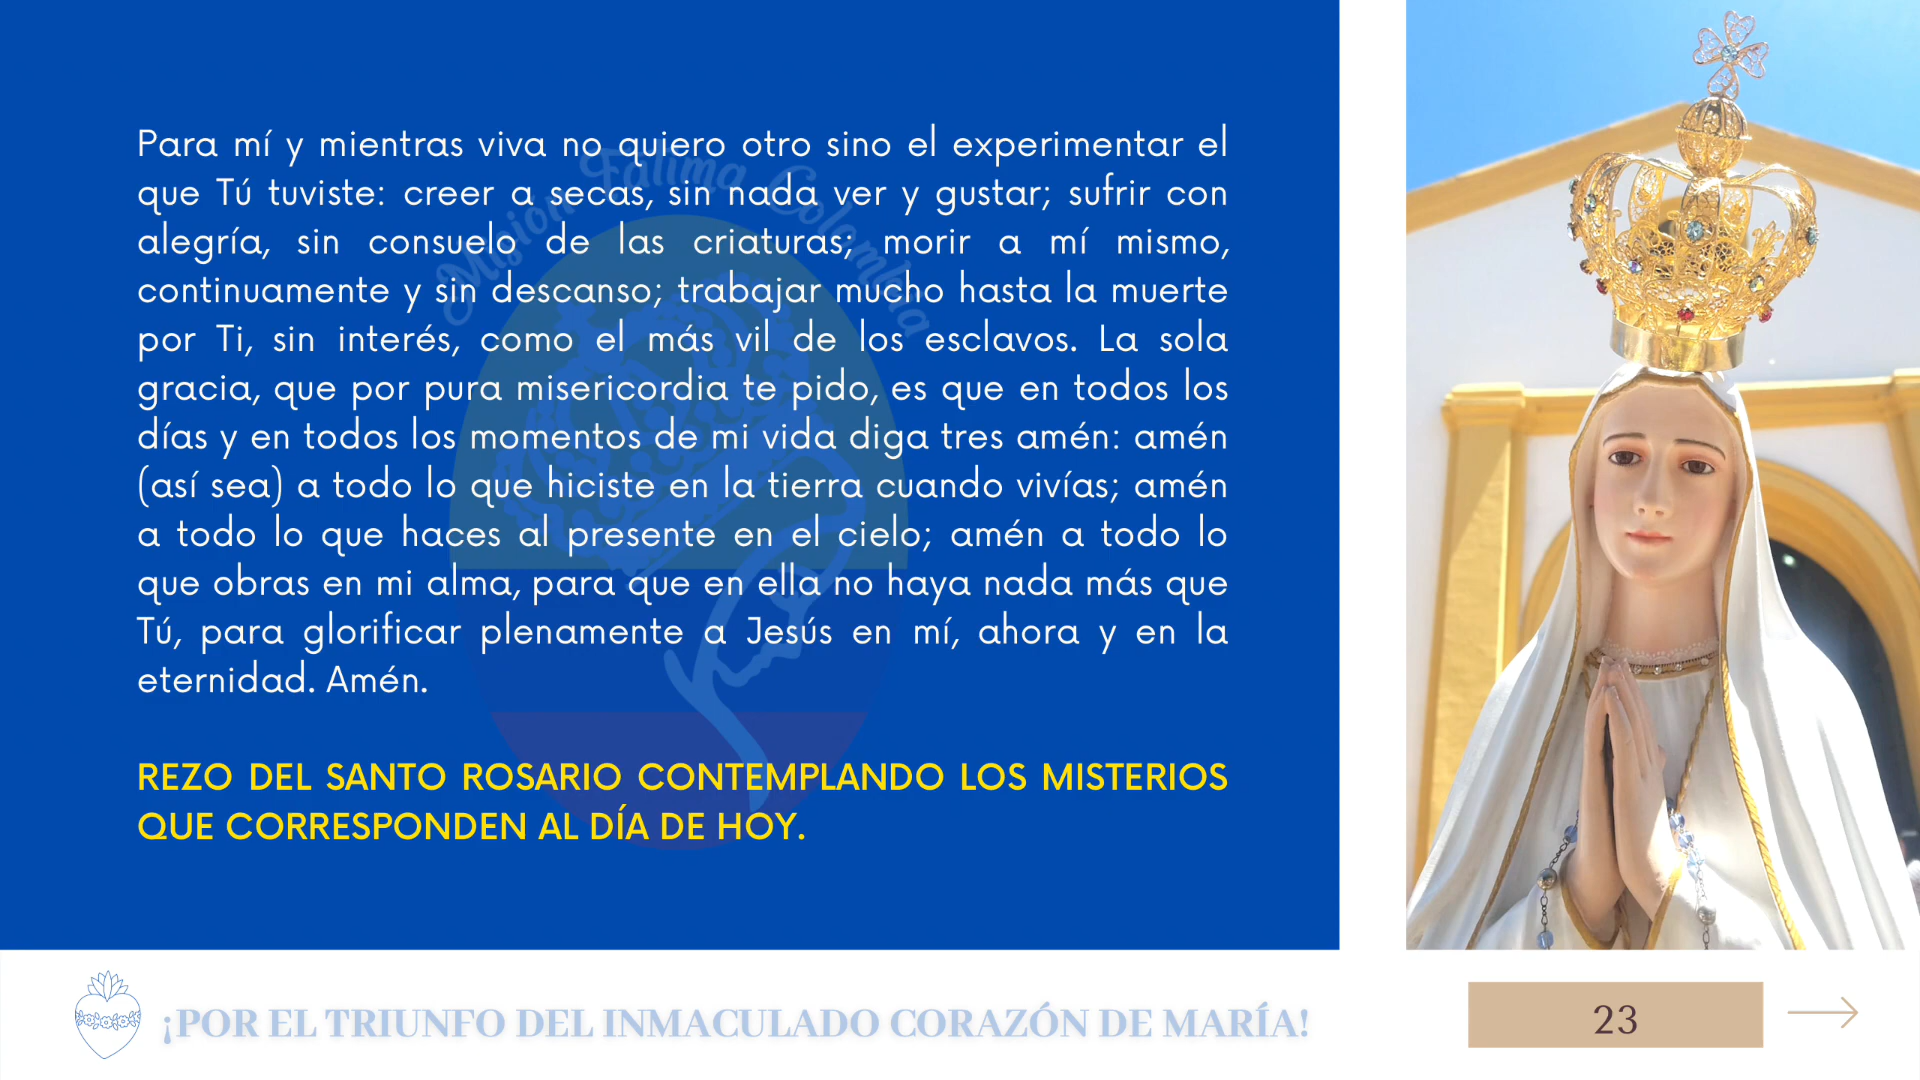 Misión Fátima Colombia
Para mí y mientras viva no quiero otro sino el experimentar el
que Tú tuviste: creer a secas, sin nada ver y gustar; sufrir con
alegría, sin consuelo de las criaturas; morir a mí mismo,
continuamente y sin descanso; trabajar mucho hasta la muerte
por Ti, sin interés, como el más vil de los esclavos. La sola
gracia, que por pura misericordia te pido, es que en todos los
días y en todos los momentos de mi vida diga tres amén: amén
(así sea) a todo lo que hiciste en la tierra cuando vivías; amén
a todo lo que haces al presente en el cielo; amén a todo lo
que obras en mi alma, para que en ella no haya nada más que
Tú, para glorificar plenamente a Jesús en mí, ahora y en la
eternidad. Amén.
REZO DEL SANTO ROSARIO CONTEMPLANDO LOS MISTERIOS
QUE CORRESPONDEN AL DÍA DE HOY.
¡POR EL TRIUNFO DEL INMACULADO CORAZÓN DE MARÍA!
23